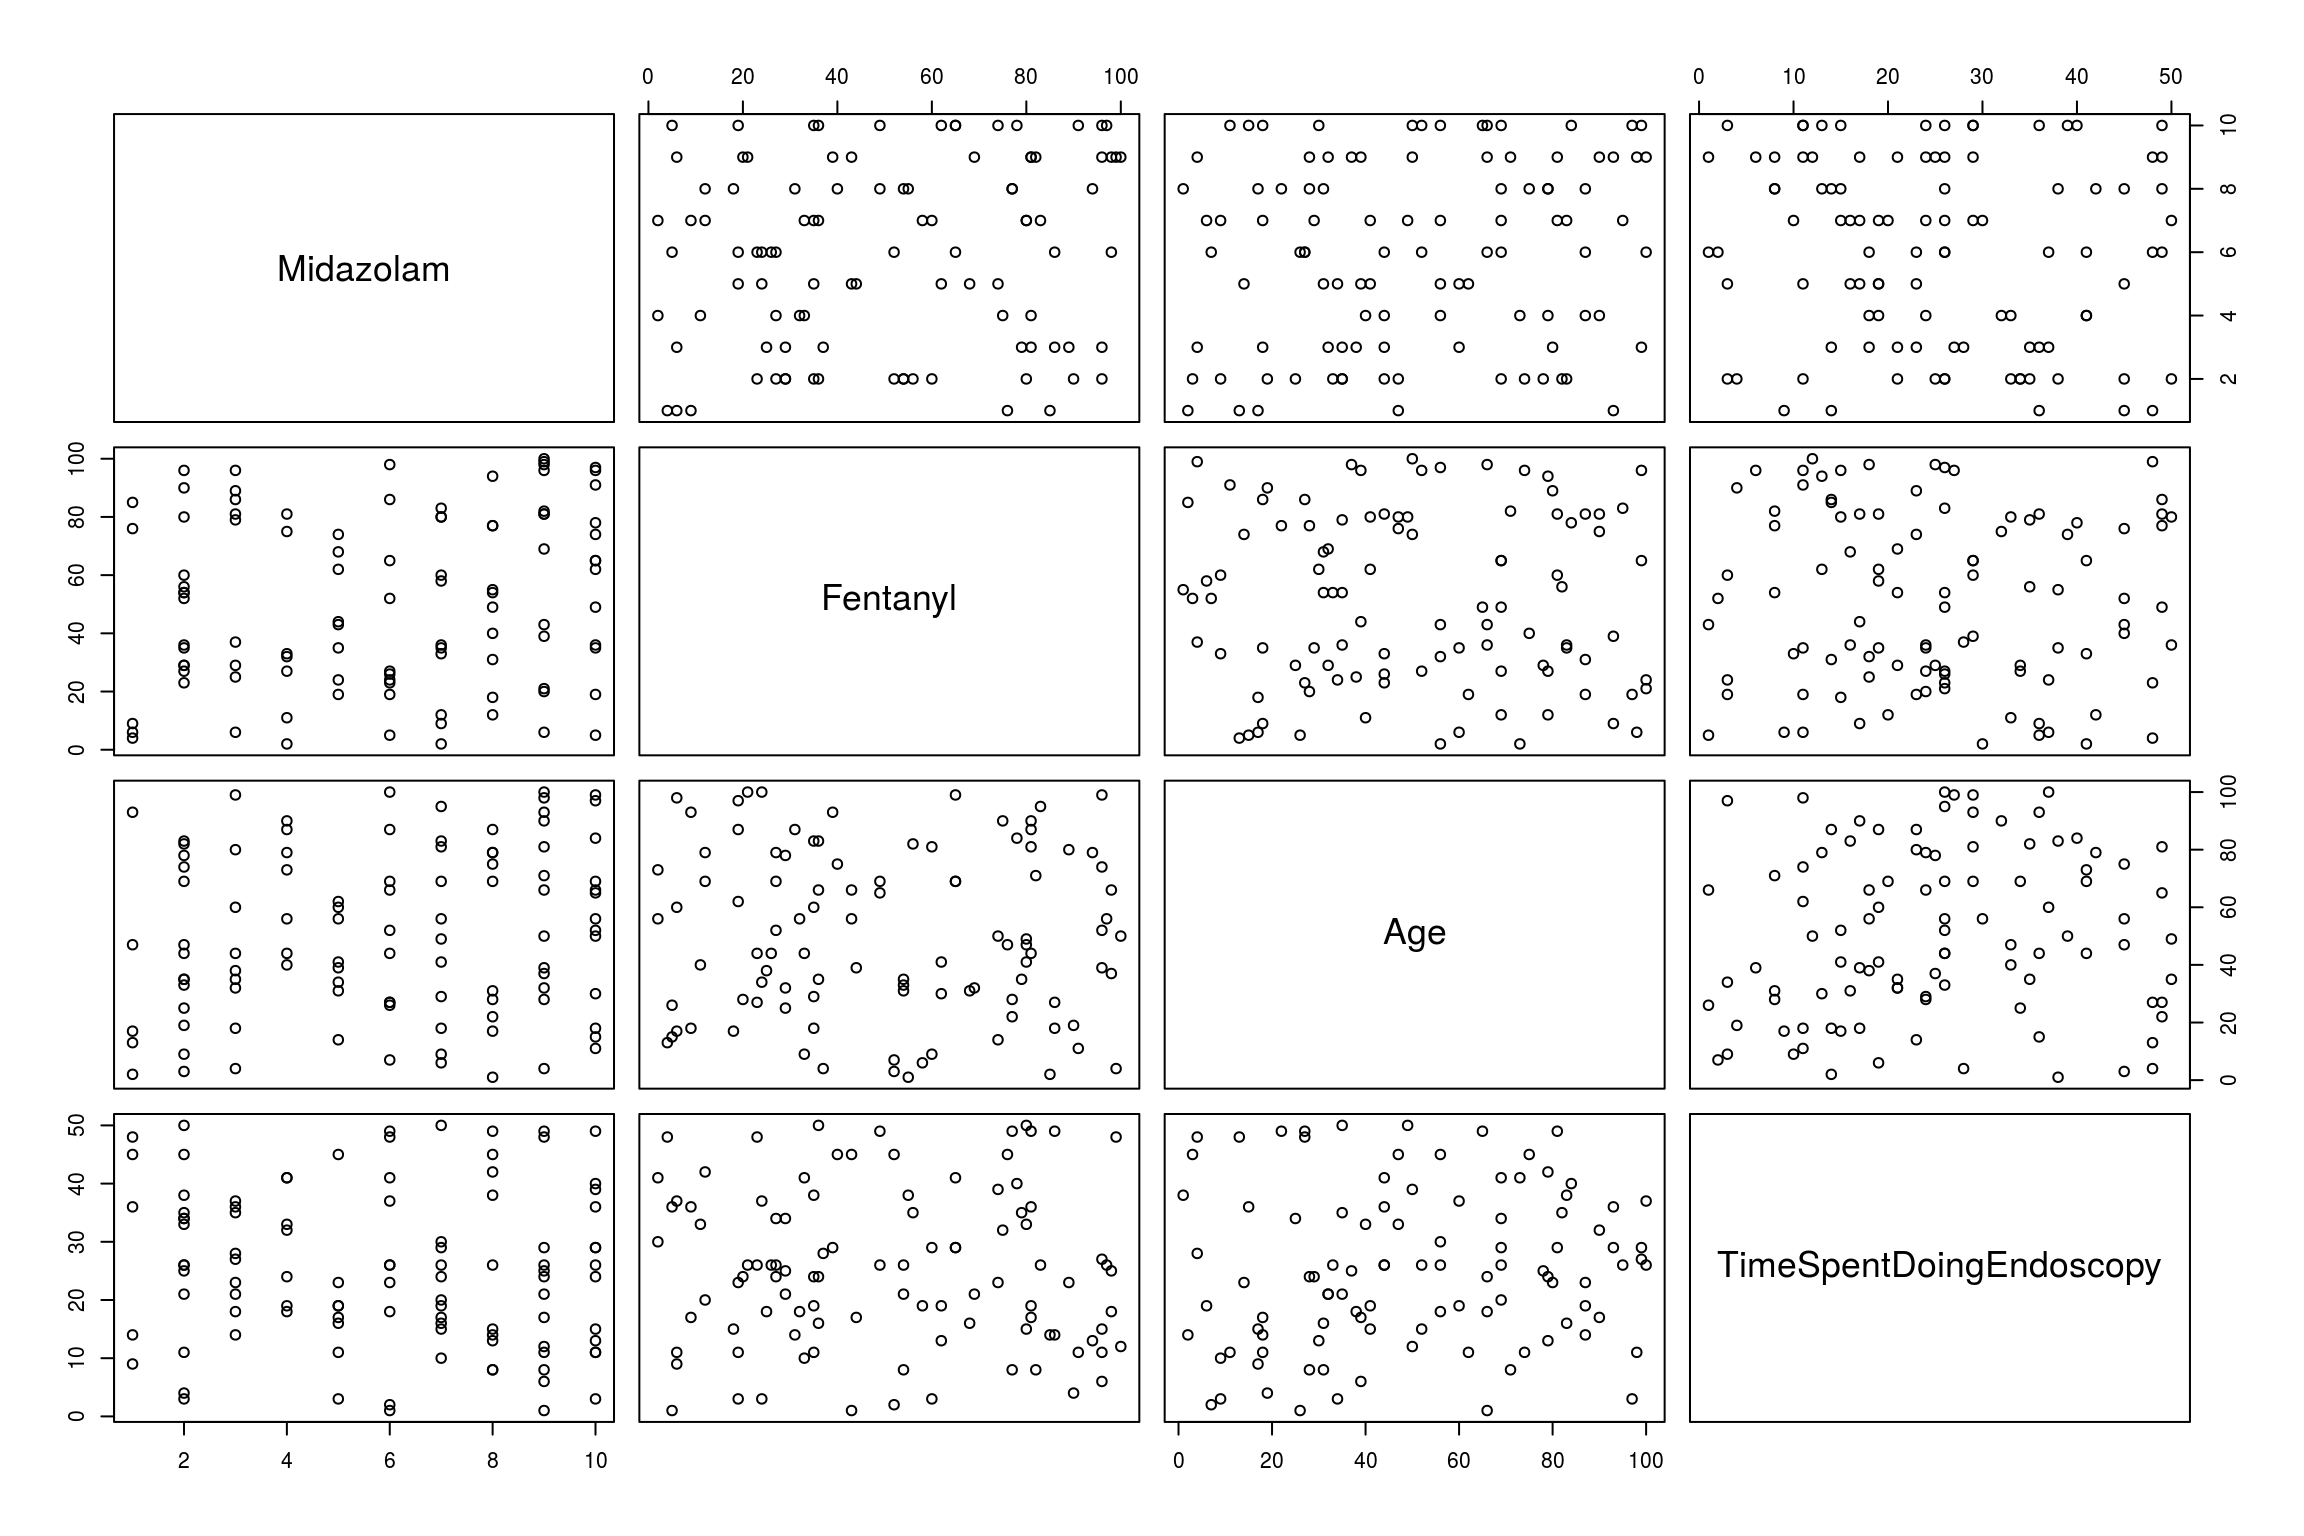 0 20 40 60 80 100 0 10 20 30 40 50
Midazolam 2 4 6 8 10
0 20 40 60 80 100 Fentanyl
Age 0 20 40 60 80 100
0 10 20 30 40 50 TimeSpentDoingEndoscopy
2 4 6 8 10 0 20 40 60 80 100